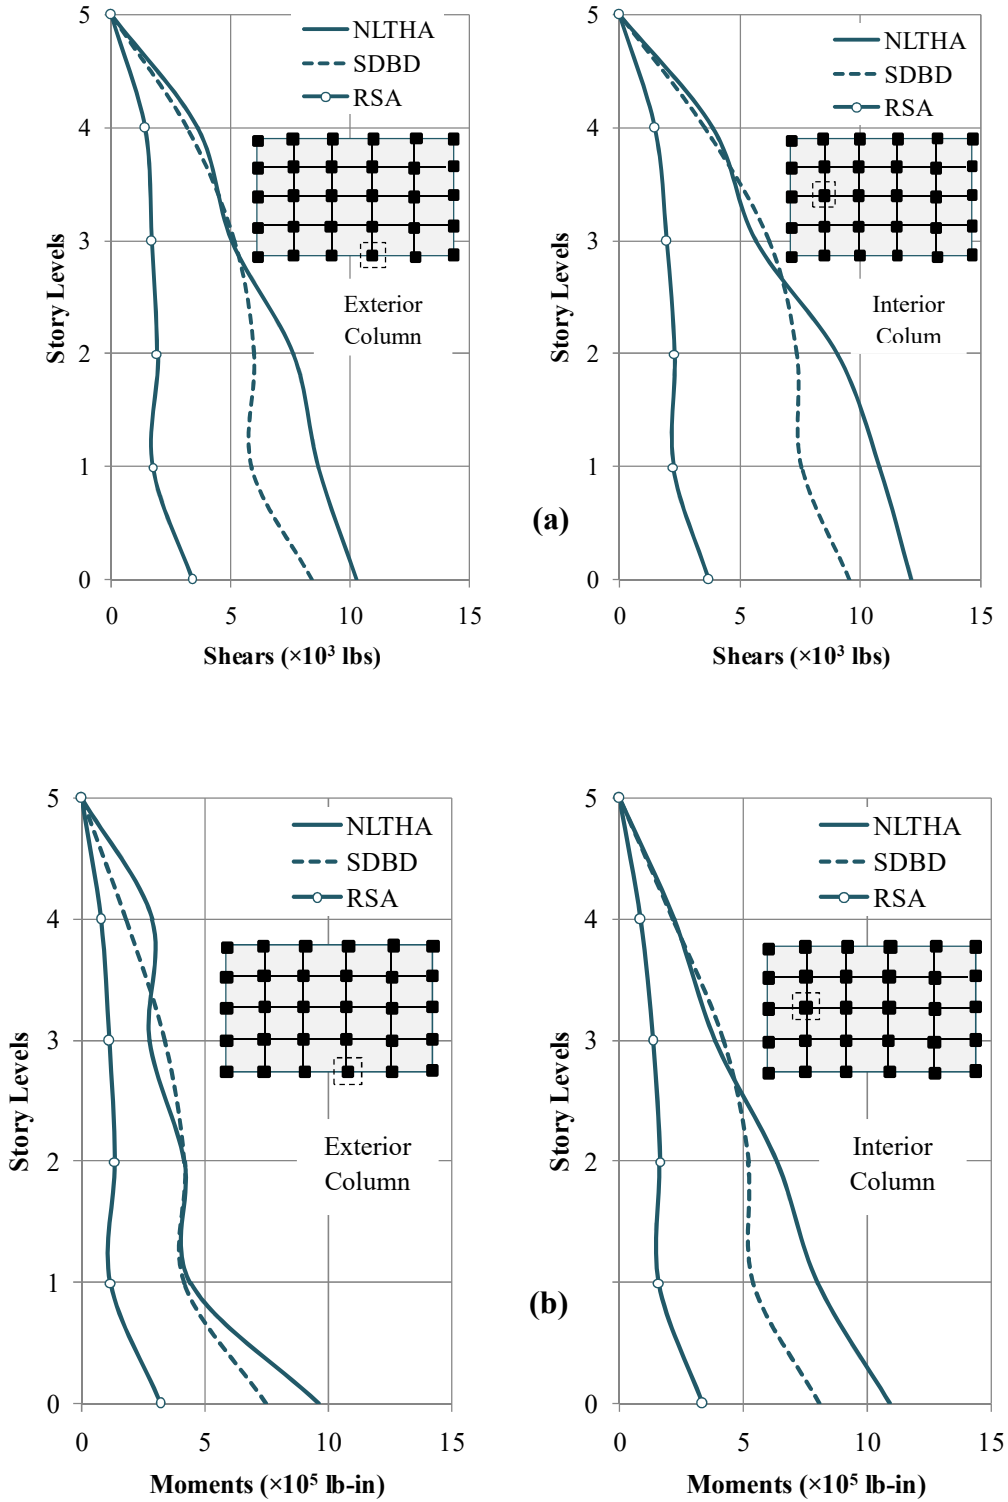 5
4
3
2
1
0
Story Levels
NLTHA
SDBD
RSA
Exterior
Column
0 5 10 15
Shears (×10³ lbs)
5
4
3
2
1
0
Story Levels
NLTHA
SDBD
RSA
Interior
Colum
0 5 10 15
Shears (×10³ lbs)
(a)
5
4
3
2
1
0
Story Levels
NLTHA
SDBD
RSA
Exterior
Column
0 5 10 15
Moments (×10⁵ lb-in)
5
4
3
2
1
0
Story Levels
NLTHA
SDBD
RSA
Interior
Column
0 5 10 15
Moments (×10⁵ lb-in)
(b)